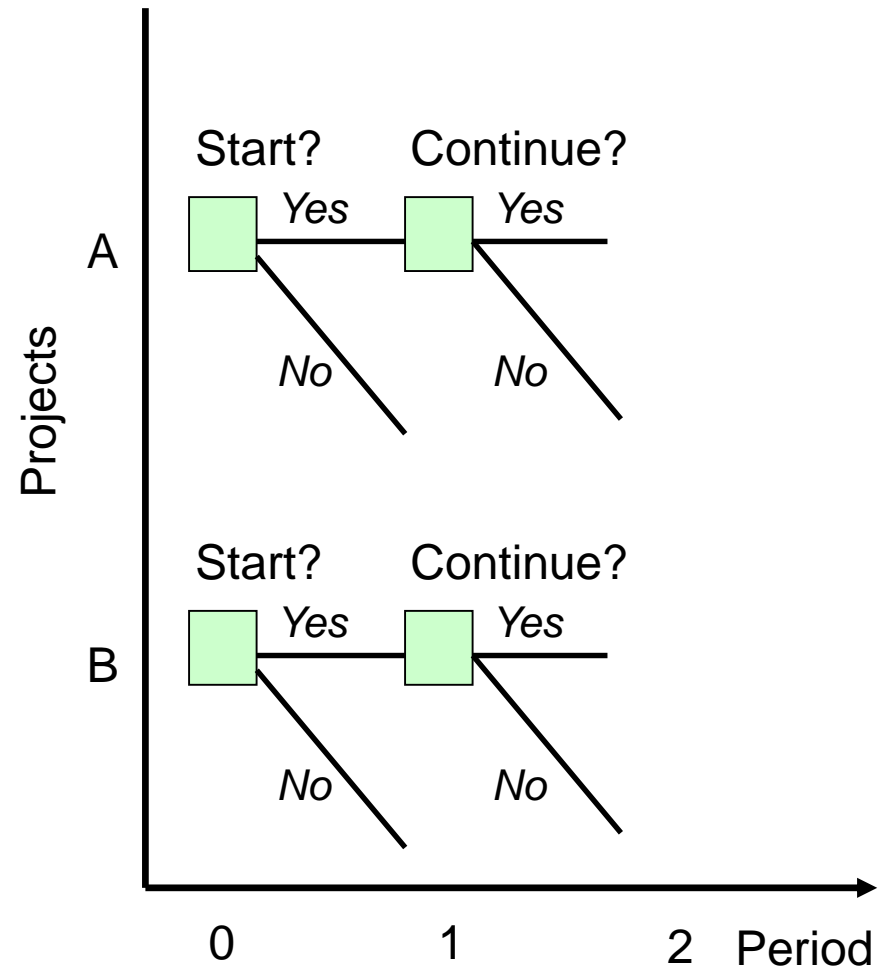 Start? Continue?
Yes Yes
A
No No
Projects
Start? Continue?
Yes Yes
B
No No
0 1 2 Period